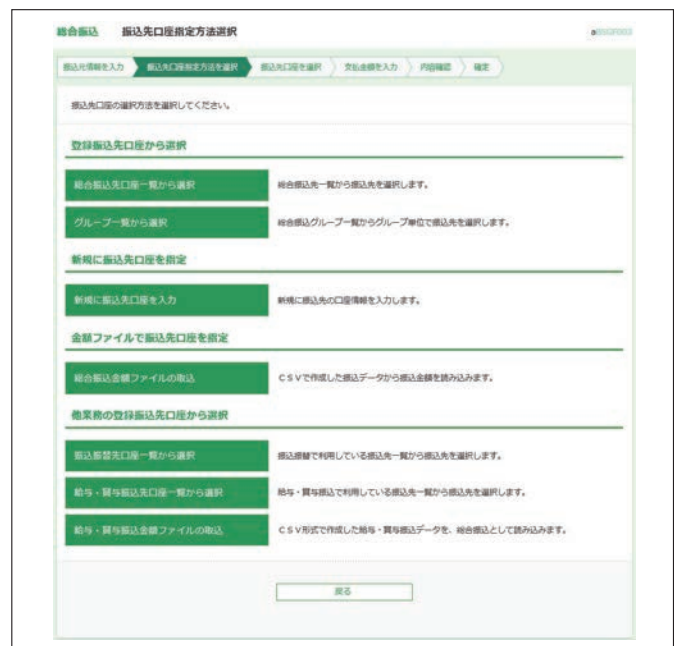 総合振込 振込先口座指定方法選択
振込元情報を入力 振込先口座指定方法を選択 振込先口座を選択 支払金額を入力 内容確認 確定
振込先口座の選択方法を選択してください。
登録振込先口座から選択
総合振込先口座一覧から選択 総合振込先一覧から振込先を選択します。
グループ一覧から選択 総合振込グループ一覧からグループ単位で振込先を選択します。
新規に振込先口座を指定
新規に振込先口座を入力 新規に振込先の口座情報を入力します。
金額ファイルで振込先口座を指定
総合振込金額ファイルの取込 CSVで作成した振込データから振込金額を読み込みます。
他業務の登録振込先口座から選択
振込振替先口座一覧から選択 振込振替で利用している振込先一覧から振込先を選択します。
給与・賞与振込先口座一覧から選択 給与・賞与振込で利用している振込先一覧から振込先を選択します。
給与・賞与振込金額ファイルの取込 CSV形式で作成した給与・賞与振込データを、総合振込として読み込みます。
戻る